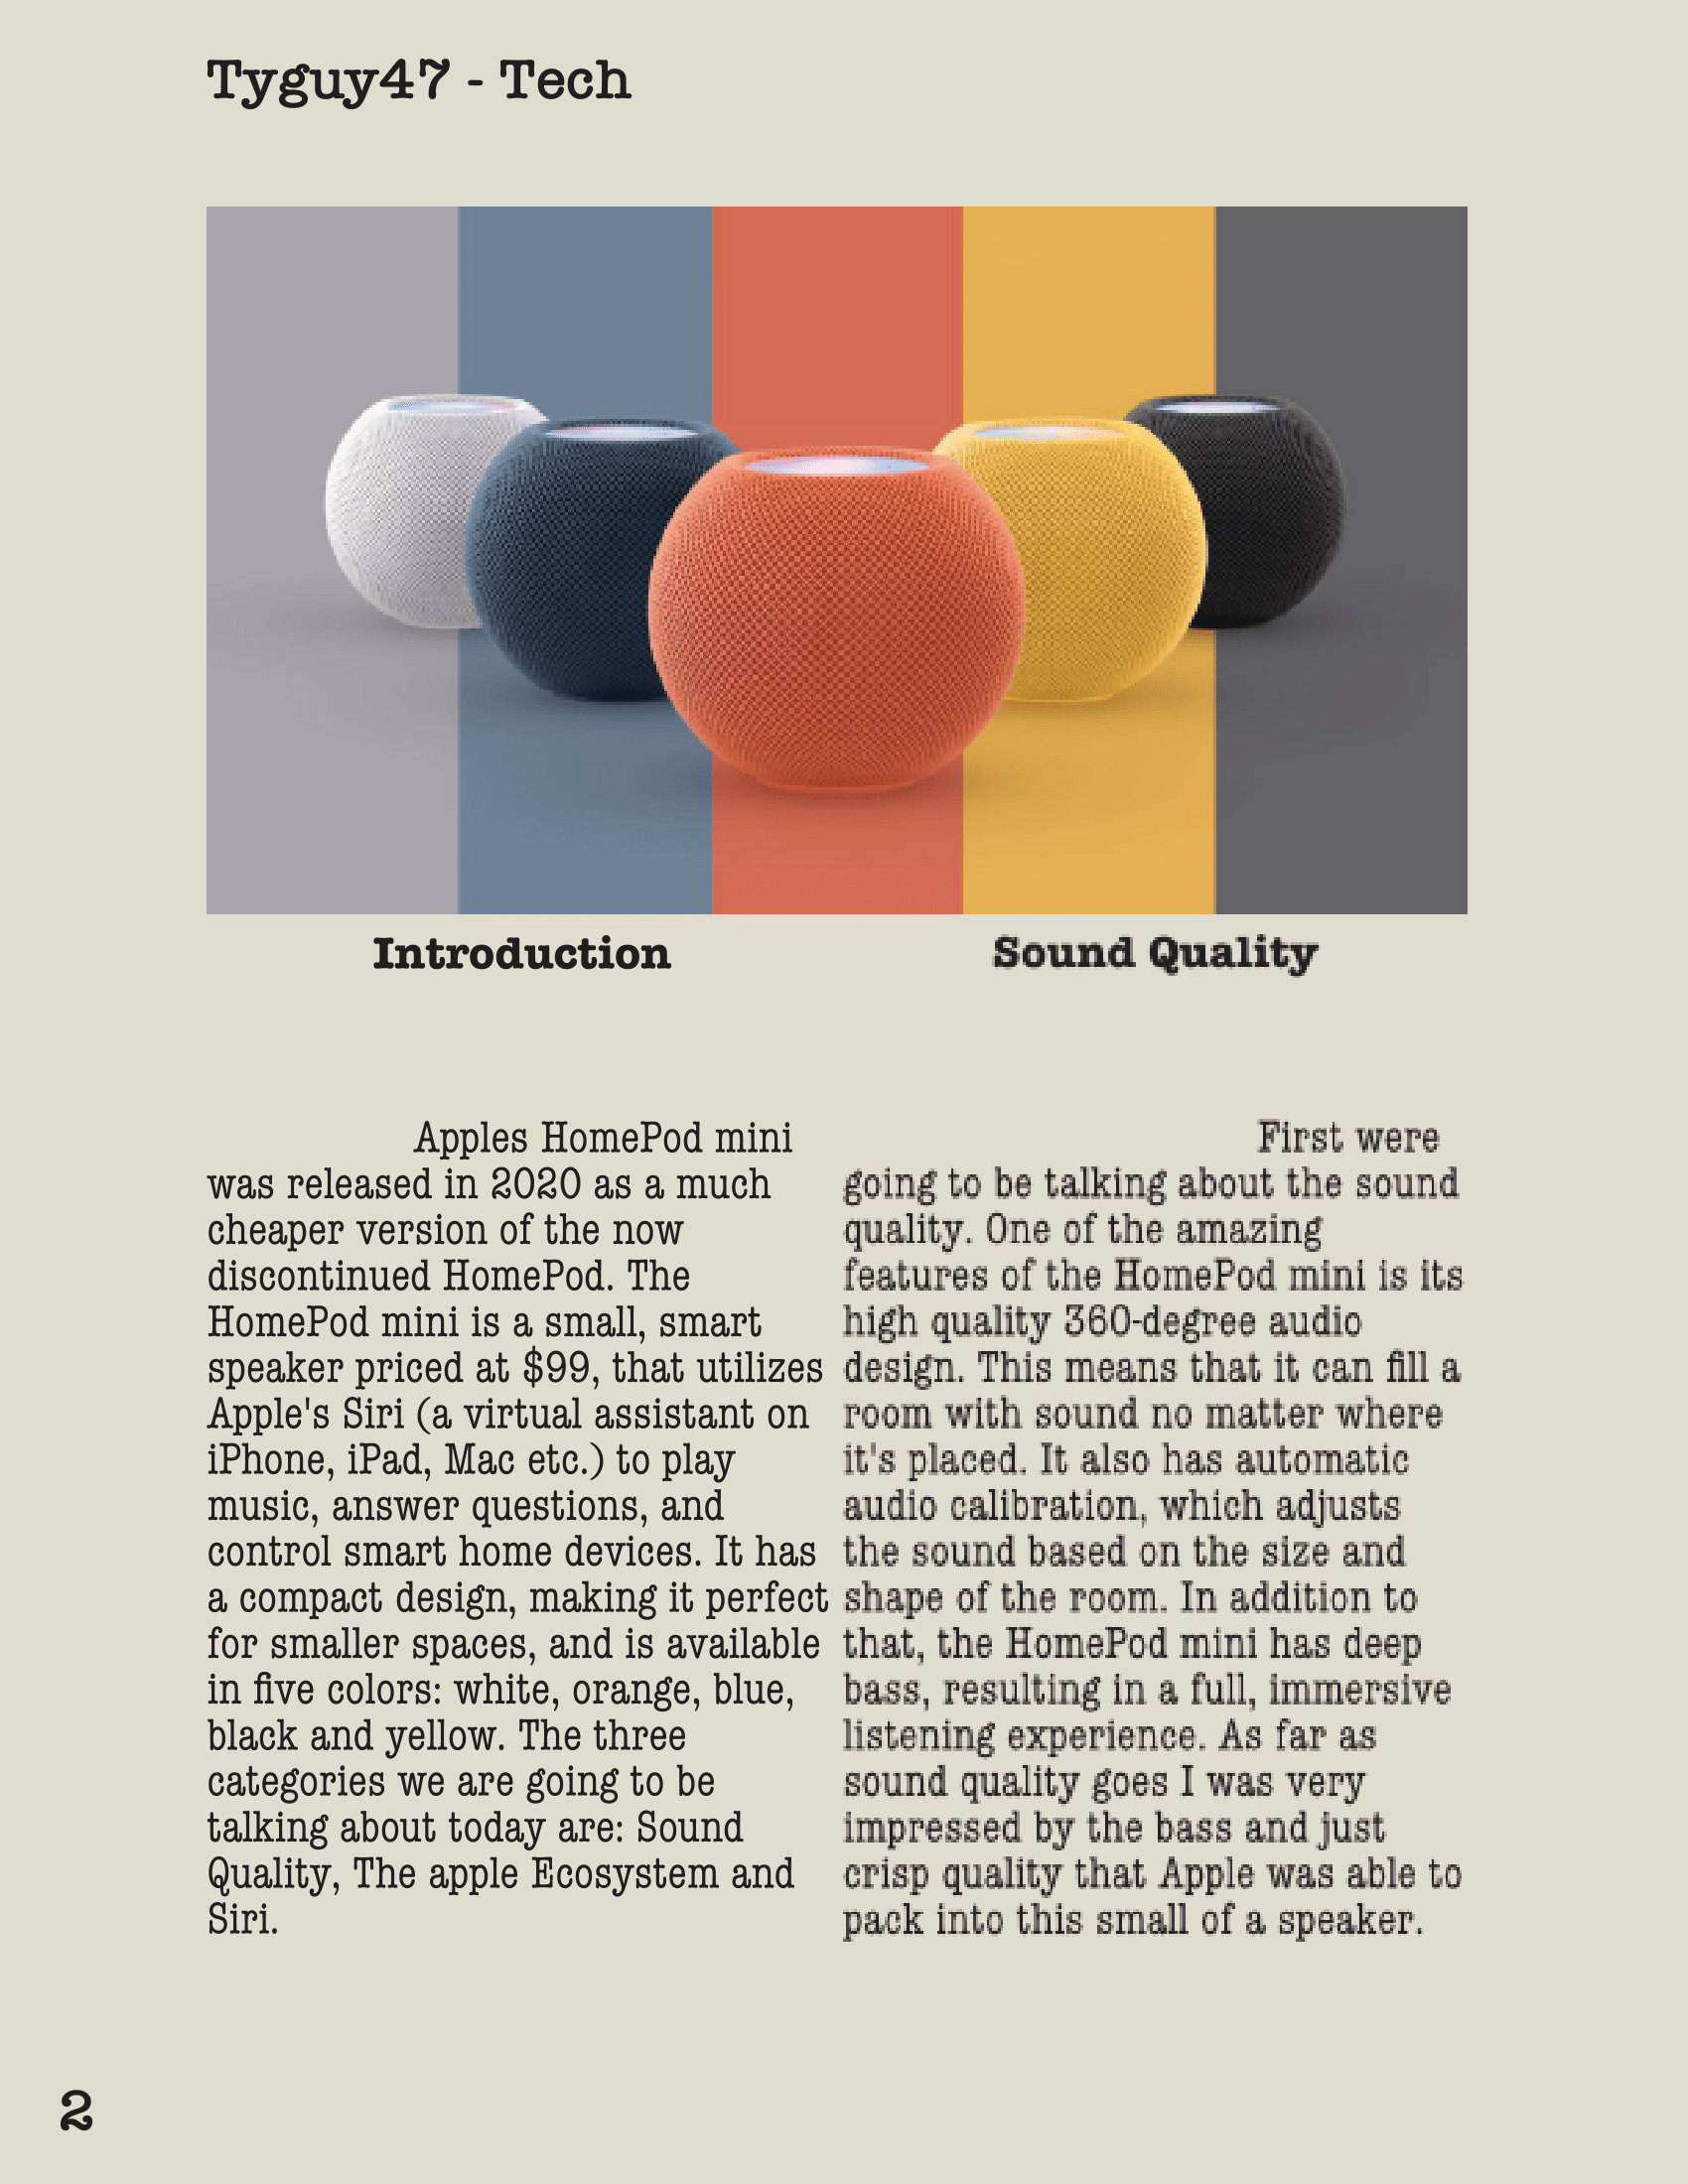 Tyguy47 - Tech
Introduction
Apples HomePod mini
was released in 2020 as a much
cheaper version of the now
discontinued HomePod. The
HomePod mini is a small, smart
speaker priced at $99, that utilizes
Apple's Siri (a virtual assistant on
iPhone, iPad, Mac etc.) to play
music, answer questions, and
control smart home devices. It has
a compact design, making it perfect
for smaller spaces, and is available
in five colors: white, orange, blue,
black and yellow. The three
categories we are going to be
talking about today are: Sound
Quality, The apple Ecosystem and
Siri.
Sound Quality
First were
going to be talking about the sound
quality. One of the amazing
features of the HomePod mini is its
high quality 360-degree audio
design. This means that it can fill a
room with sound no matter where
it's placed. It also has automatic
audio calibration, which adjusts
the sound based on the size and
shape of the room. In addition to
that, the HomePod mini has deep
bass, resulting in a full, immersive
listening experience. As far as
sound quality goes I was very
impressed by the bass and just
crisp quality that Apple was able to
pack into this small of a speaker.
2